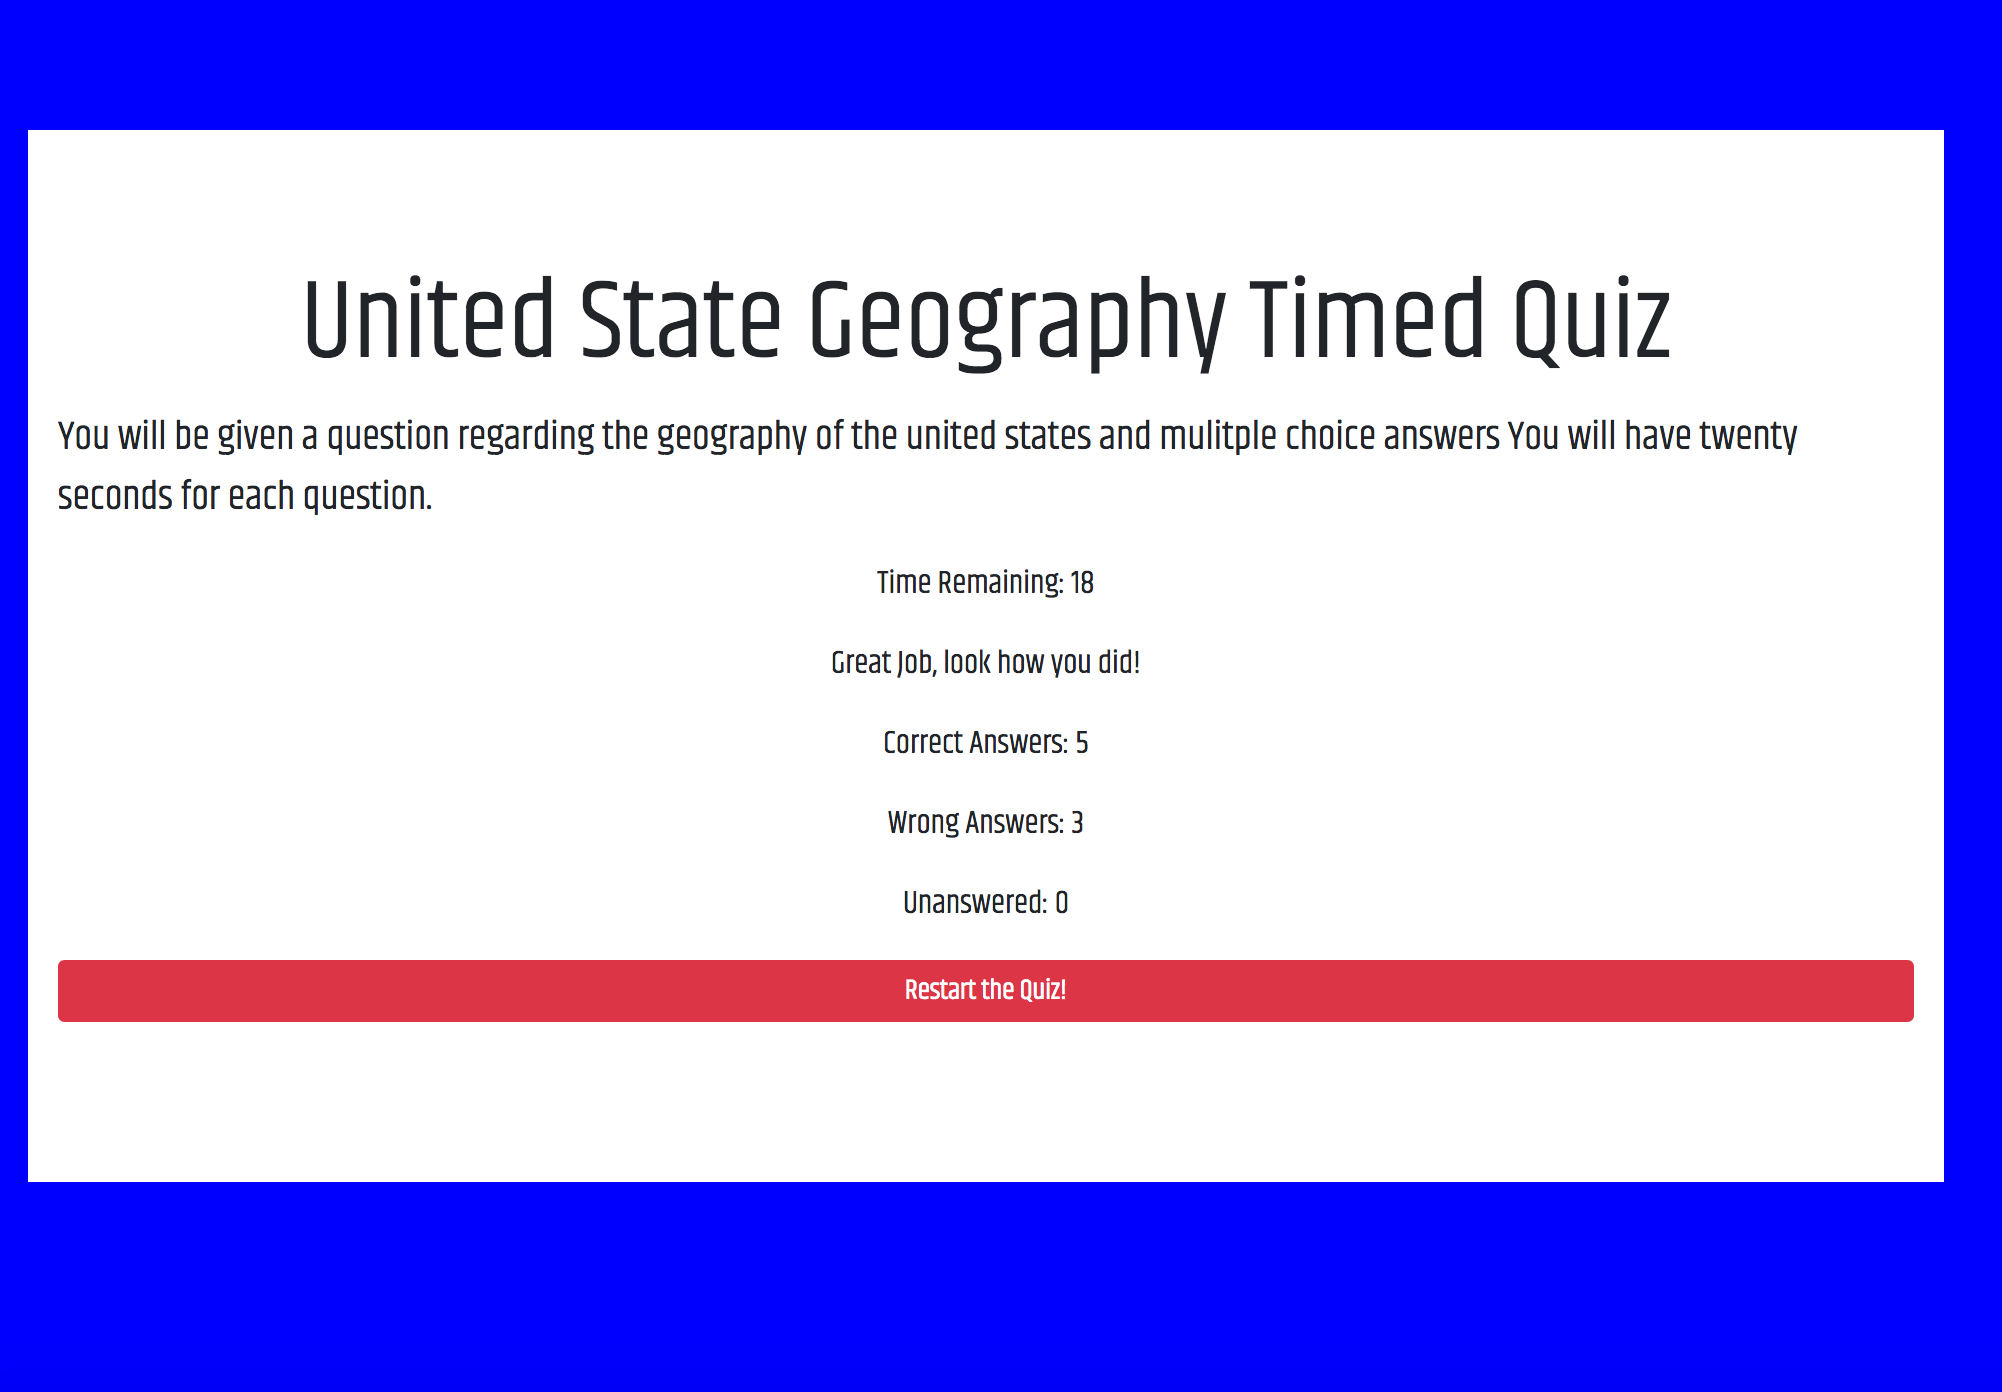 United State Geography Timed Quiz
You will be given a question regarding the geography of the united states and mulitple choice answers You will have twenty
seconds for each question.
Time Remaining: 18
Great Job, look how you did!
Correct Answers: 5
Wrong Answers: 3
Unanswered: 0
Restart the Quiz!